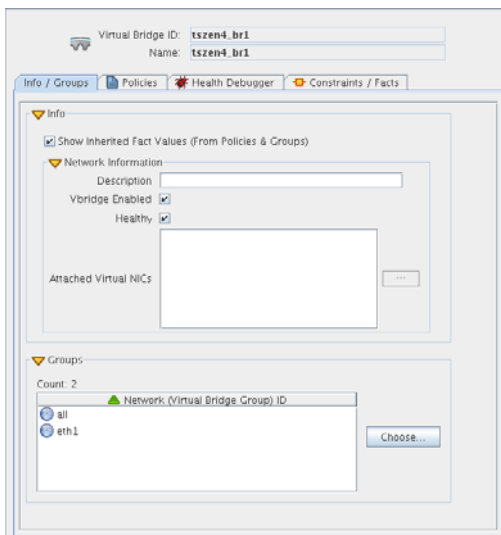 Virtual Bridge ID: tszen4_br1
Name: tszen4_br1
Info / Groups Policies Health Debugger Constraints / Facts
Info
Show Inherited Fact Values (From Policies & Groups)
Network Information
Description
Vbridge Enabled
Healthy
Attached Virtual NICs ...
Groups
Count: 2
Network (Virtual Bridge Group) ID
all
eth1
Choose...